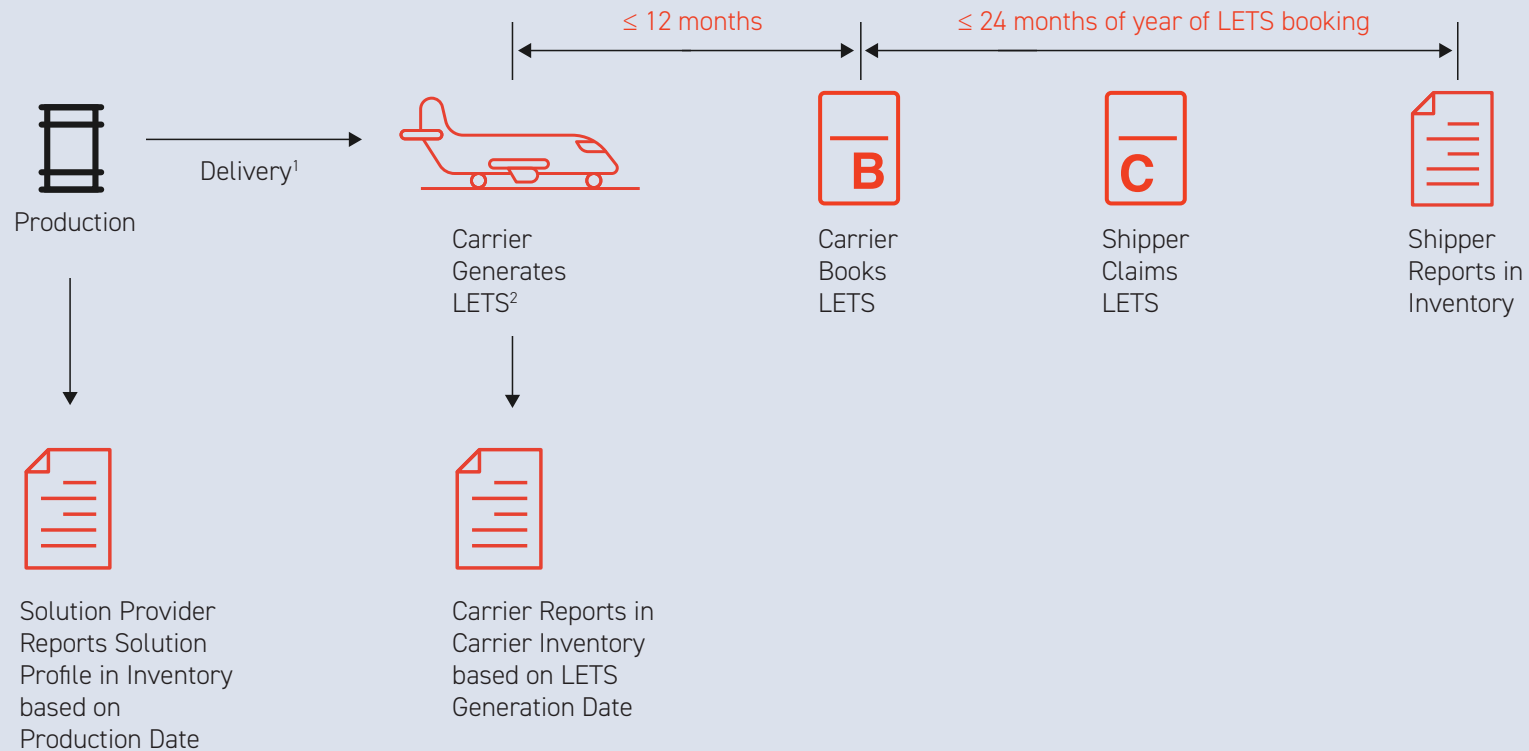 ≤ 12 months
≤ 24 months of year of LETS booking
Production
Delivery¹
Carrier
Generates
LETS²
B
Carrier
Books
LETS
C
Shipper
Claims
LETS
Shipper
Reports in
Inventory
Solution Provider
Reports Solution
Profile in Inventory
based on
Production Date
Carrier Reports in
Carrier Inventory
based on LETS
Generation Date